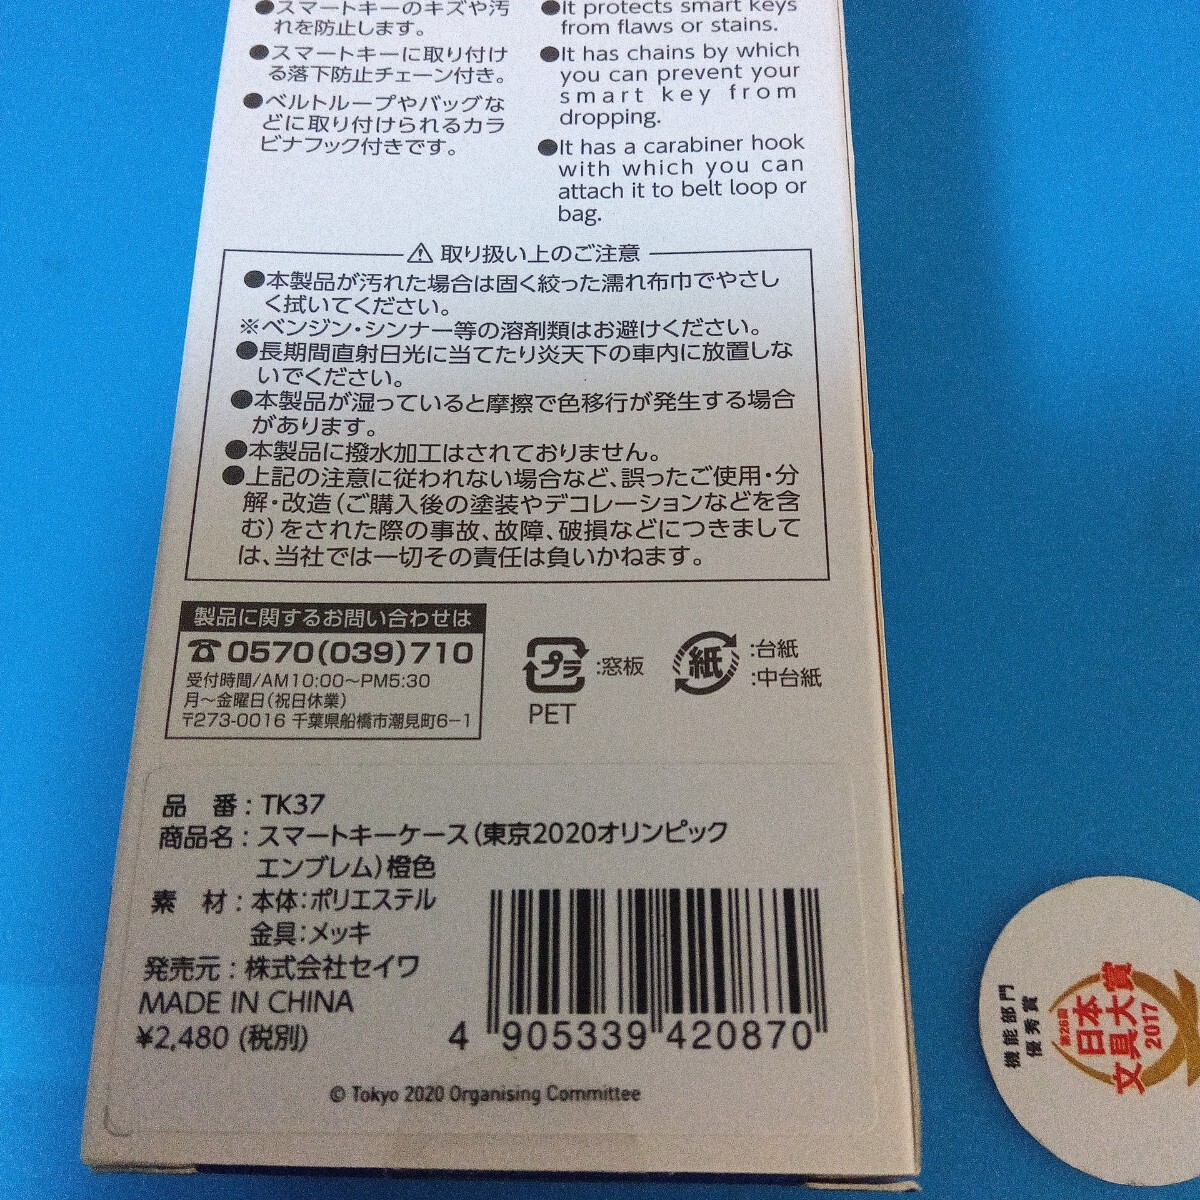 ●スマートキーのキズや汚
れを防止します。
●スマートキーに取り付け
る落下防止チェーン付き。
●ベルトループやバッグな
どに取り付けられるカラ
ビナフック付きです。
●It protects smart keys
from flaws or stains.
●It has chains by which
you can prevent your
smart key from
dropping.
●It has a carabiner hook
with which you can
attach it to belt loop or
bag.
⚠ 取り扱い上のご注意
●本製品が汚れた場合は固く絞った濡れ布巾でやさし
く拭いてください。
※ベンジン・シンナー等の溶剤類はお避けください。
●長期間直射日光に当てたり炎天下の車内に放置しな
いでください。
●本製品が湿っていると摩擦で色移行が発生する場合
があります。
●本製品に撥水加工はされておりません。
●上記の注意に従われない場合など、誤ったご使用・分
解・改造（ご購入後の塗装やデコレーションなどを含
む）をされた際の事故、故障、破損などにつきまして
は、当社では一切その責任は負いかねます。
製品に関するお問い合わせは
☎0570(039)710
受付時間/AM10:00〜PM5:30
月〜金曜日(祝日休業)
〒273-0016 千葉県船橋市潮見町6-1
プラ :窓板
PET
紙 :台紙
:中台紙
品 番 : TK37
商品名 : スマートキーケース（東京2020オリンピック
エンブレム）橙色
素 材 : 本体:ポリエステル
金具:メッキ
発売元 : 株式会社セイワ
MADE IN CHINA
¥2,480 (税別)
4 905339 420870
© Tokyo 2020 Organising Committee
機能部門
優秀賞
第26回
日本
文具大賞
2017